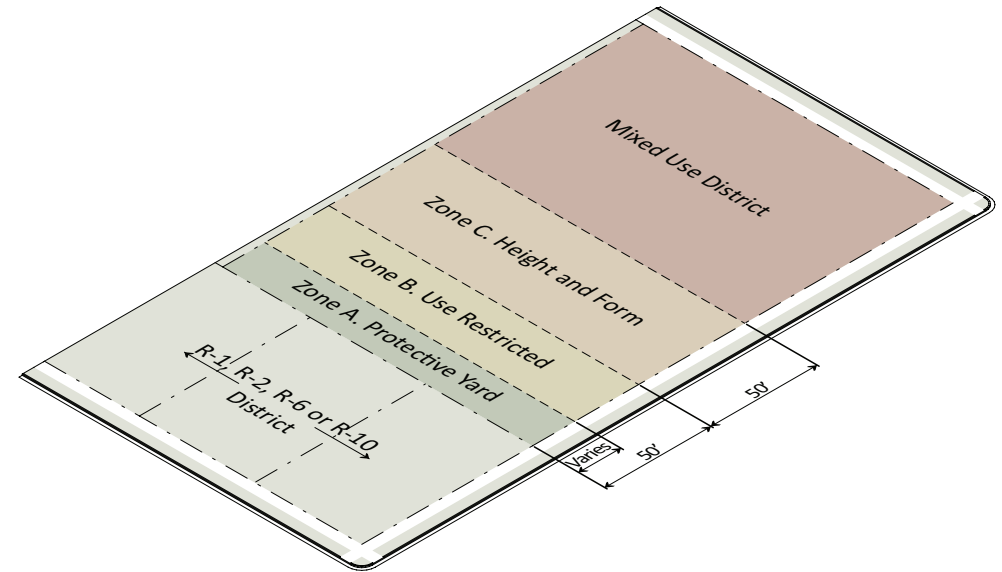 Mixed Use District
Zone C. Height and Form
Zone B. Use Restricted
Zone A. Protective Yard
R-1, R-2, R-6 or R-10
District
50'
50'
Varies